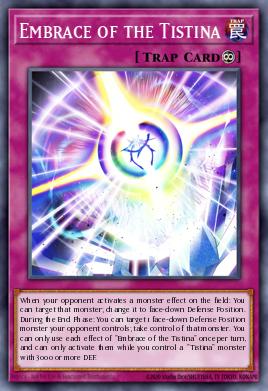 EMBRACE OF THE TISTINA
TRAP
罠
[TRAP CARD]
When your opponent activates a monster effect on the field: You
can target that monster; change it to face-down Defense Position.
During the End Phase: You can target 1 face-down Defense Position
monster your opponent controls; take control of that monster. You
can only use each effect of "Embrace of the Tistina" once per turn,
and can only activate them while you control a "Tistina" monster
with 3000 or more DEF.